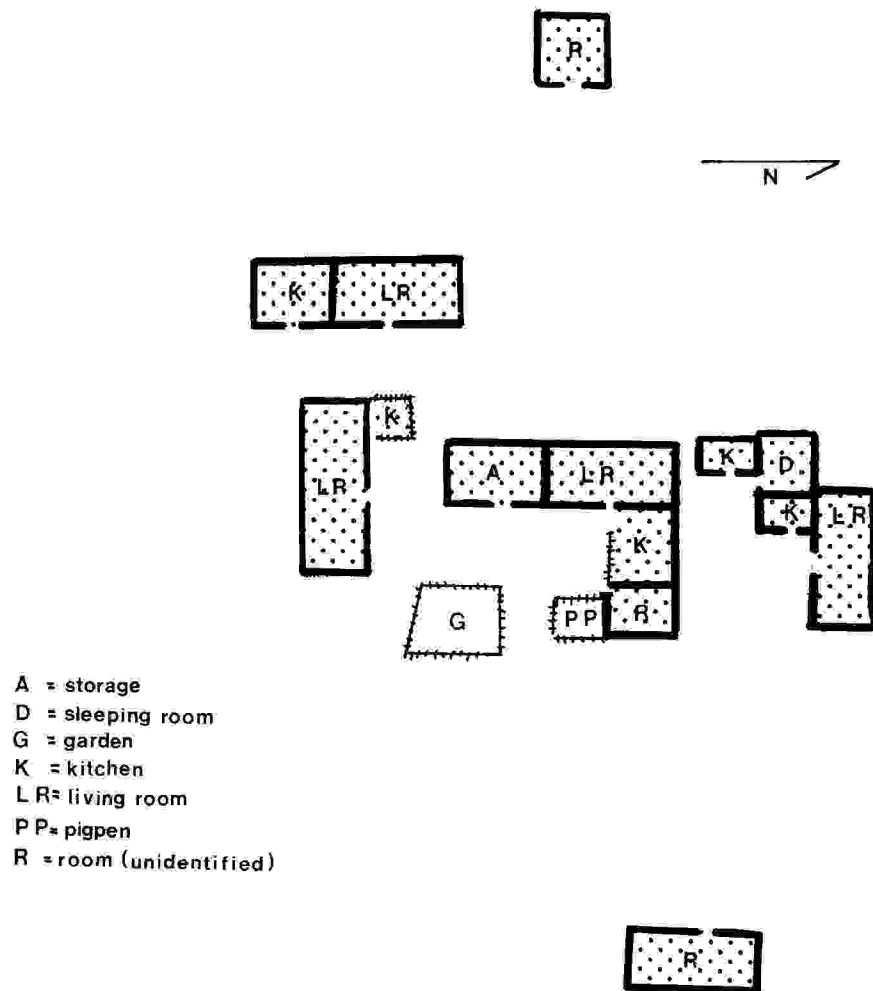 R
N
K LR
K
LR
A LR
K D
K LR
K
G PP R
A = storage
D = sleeping room
G = garden
K = kitchen
LR= living room
PP= pigpen
R = room (unidentified)
R